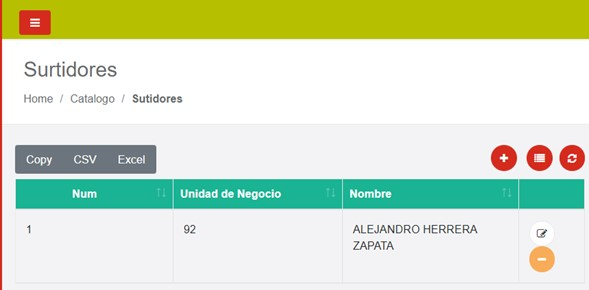 Surtidores
Home / Catalogo / Sutidores
Copy CSV Excel
Num Unidad de Negocio Nombre
1 92 ALEJANDRO HERRERA
ZAPATA